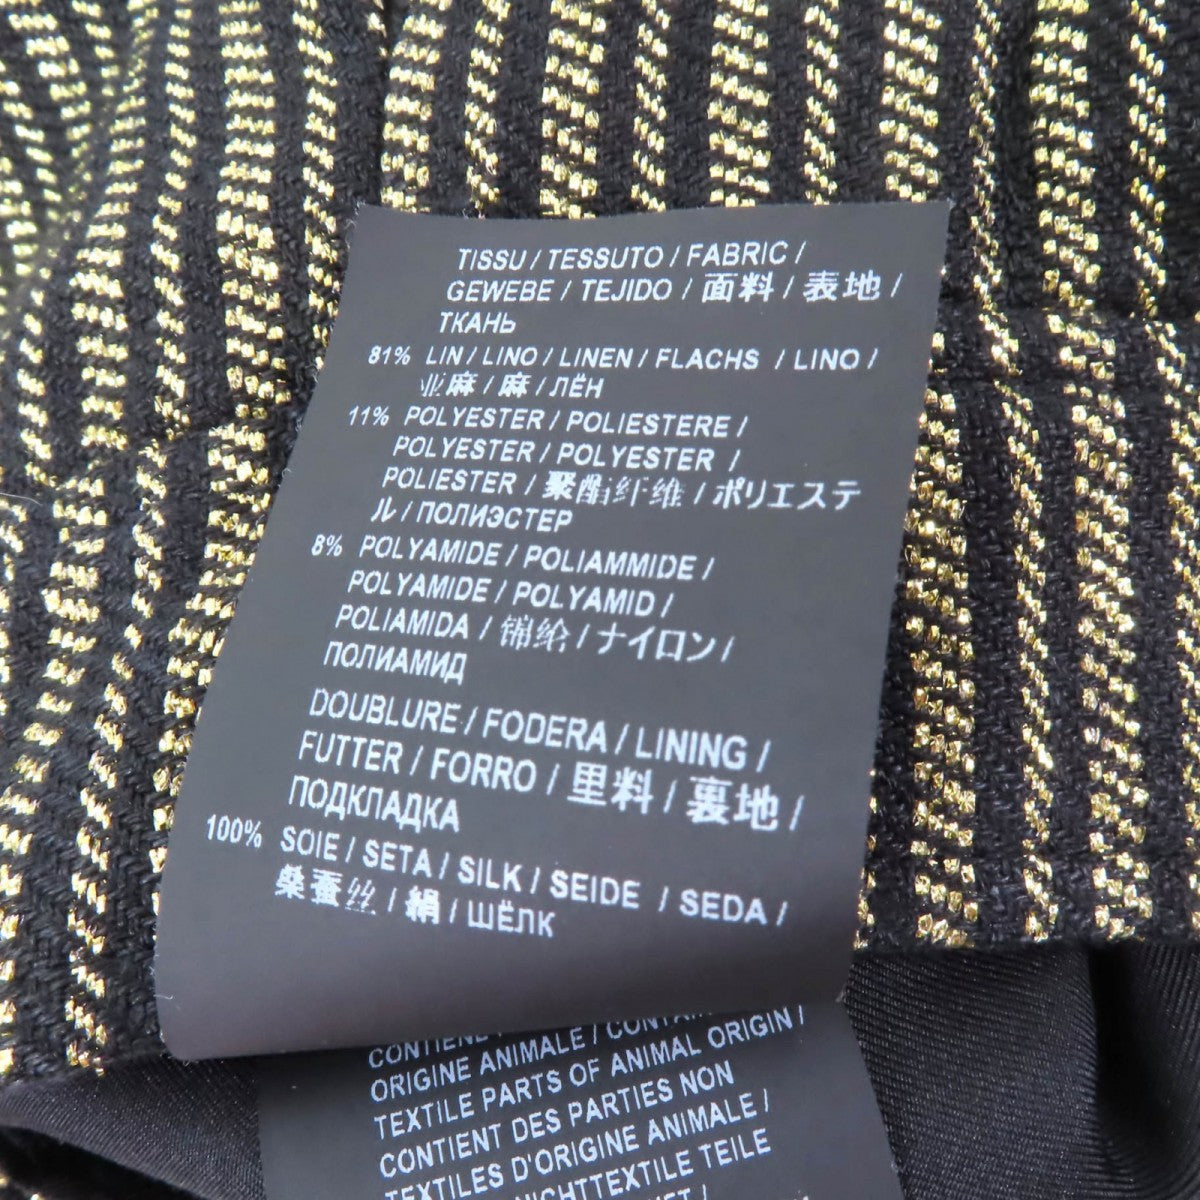 TISSU / TESSUTO / FABRIC /
GEWEBE / TEJIDO / 面料 / 表地 /
ТКАНЬ
81% LIN / LINO / LINEN / FLACHS / LINO /
亚麻 / 麻 / ЛЁН
11% POLYESTER / POLIESTERE /
POLYESTER / POLYESTER /
POLIESTER / 聚酯纤维 / ポリエステ
ル / ПОЛИЭСТЕР
8% POLYAMIDE / POLIAMMIDE /
POLYAMIDE / POLYAMID /
POLIAMIDA / 锦纶 / ナイロン /
ПОЛИАМИД
DOUBLURE / FODERA / LINING /
FUTTER / FORRO / 里料 / 裏地 /
ПОДКЛАДКА
100% SOIE / SETA / SILK / SEIDE / SEDA /
桑蚕丝 / 絹 / ШЁЛК
ORIGINE ANIMALE / CONTAIN
TEXTILE PARTS OF ANIMAL ORIGIN /
CONTIENT DES PARTIES NON
TEXTILES D'ORIGINE ANIMALE /
NICHTTEXTILE TEILE